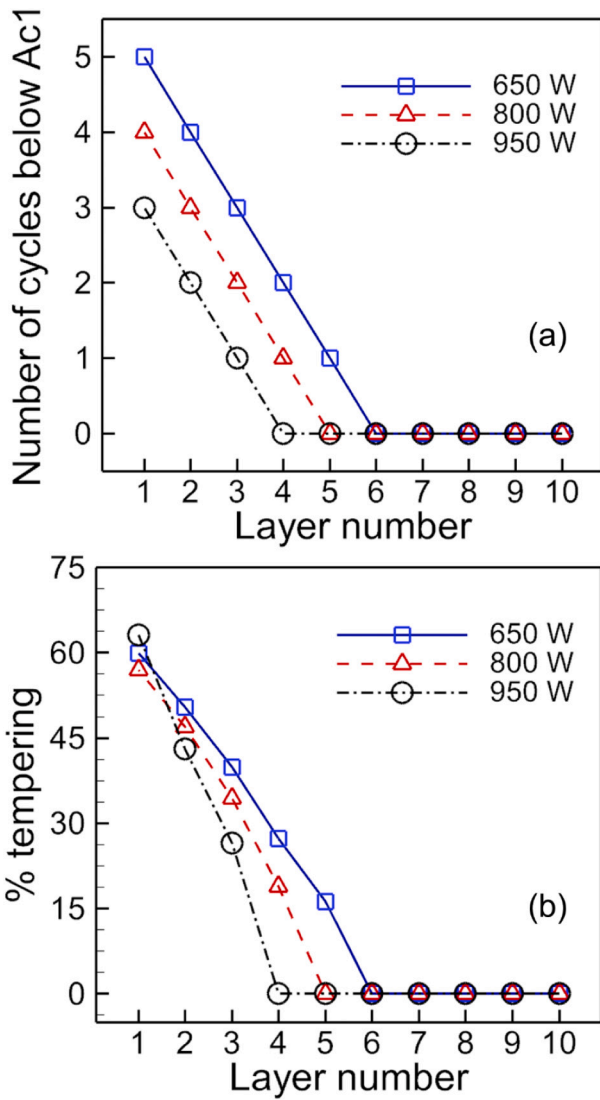 Number of cycles below Ac1
5
4
3
2
1
0
650 W
800 W
950 W
(a)
1 2 3 4 5 6 7 8 9 10
Layer number
% tempering
75
60
45
30
15
0
650 W
800 W
950 W
(b)
1 2 3 4 5 6 7 8 9 10
Layer number